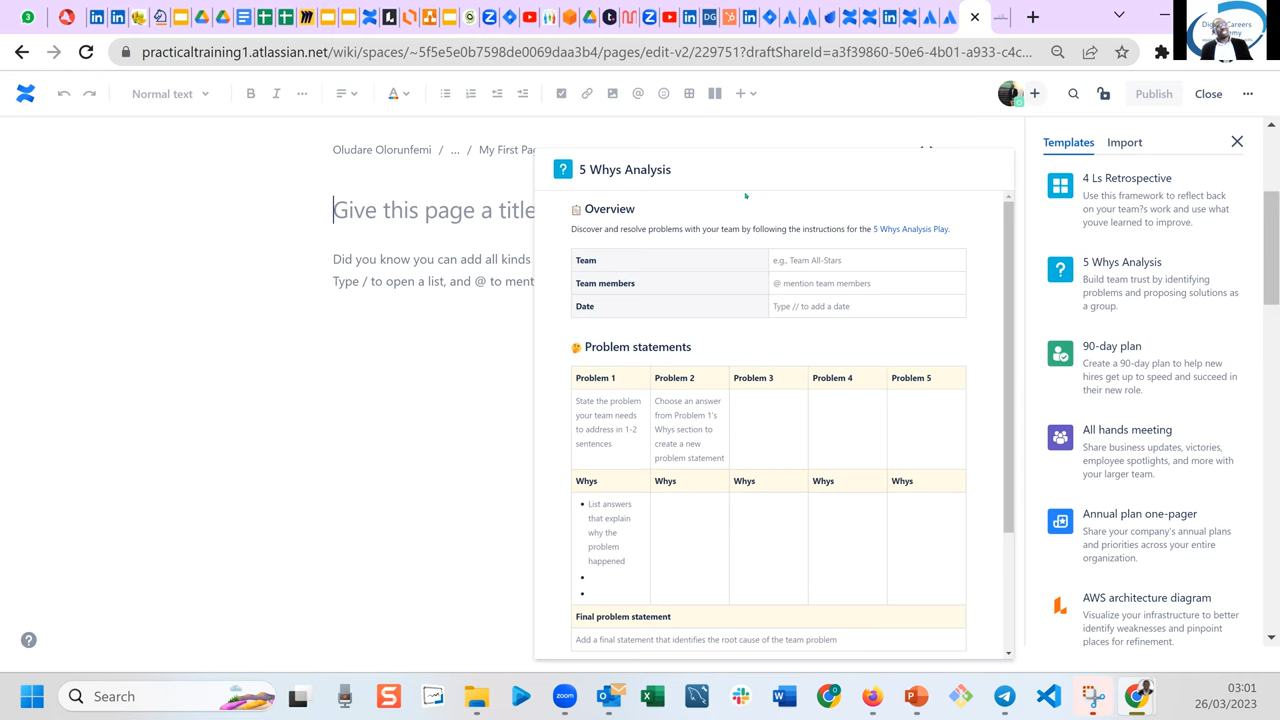 practicaltraining1.atlassian.net/wiki/spaces/~5f5e5e0b7598de0069daa3b4/pages/edit-v2/229751?draftShareId=a3f39860-50e6-4b01-a933-c4c...
Normal text
B I
A
Publish
Close
Oludare Olorunfemi / ... / My First Pag
Give this page a title
Did you know you can add all kinds
Type / to open a list, and @ to ment
5 Whys Analysis
Overview
Discover and resolve problems with your team by following the instructions for the 5 Whys Analysis Play.
Team e.g., Team All-Stars
Team members @ mention team members
Date Type // to add a date
Problem statements
Problem 1 Problem 2 Problem 3 Problem 4 Problem 5
State the problem your team needs to address in 1-2 sentences
Choose an answer from Problem 1's Whys section to create a new problem statement
Whys Whys Whys Whys Whys
List answers that explain why the problem happened
Final problem statement
Add a final statement that identifies the root cause of the team problem
Templates Import
4 Ls Retrospective
Use this framework to reflect back
on your team?s work and use what
youve learned to improve.
5 Whys Analysis
Build team trust by identifying
problems and proposing solutions as
a group.
90-day plan
Create a 90-day plan to help new
hires get up to speed and succeed in
their new role.
All hands meeting
Share business updates, victories,
employee spotlights, and more with
your larger team.
Annual plan one-pager
Share your company's annual plans
and priorities across your entire
organization.
AWS architecture diagram
Visualize your infrastructure to better
identify weaknesses and pinpoint
places for refinement.
Search
zoom
03:01
26/03/2023